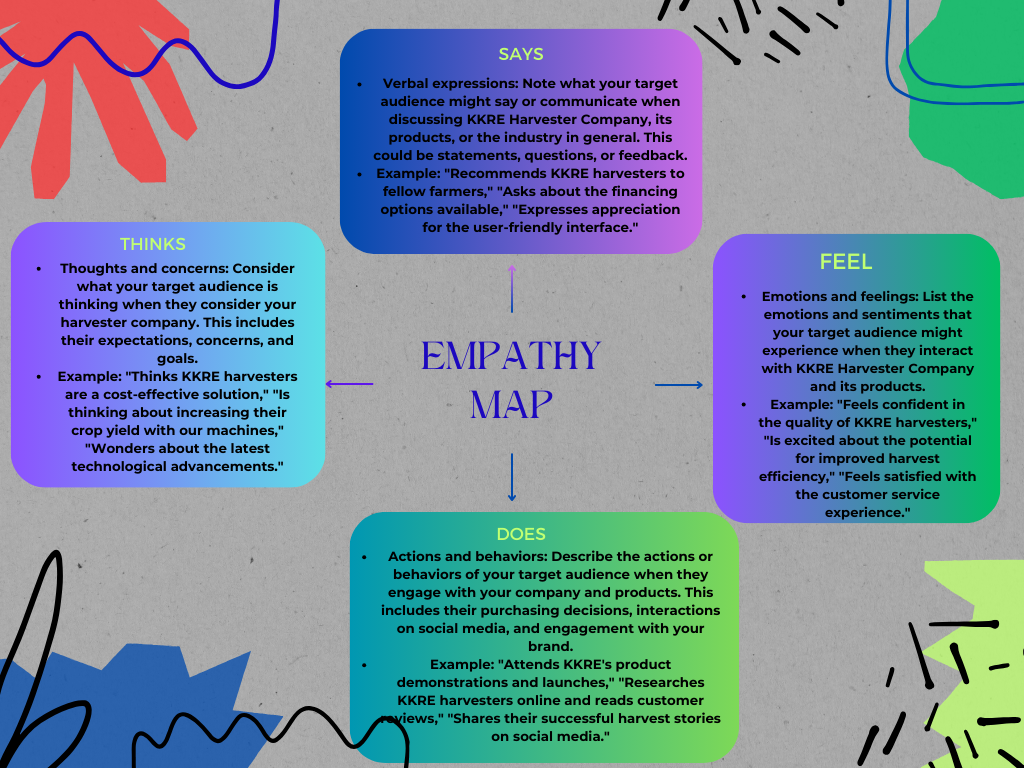 SAYS
• Verbal expressions: Note what your target
audience might say or communicate when
discussing KKRE Harvester Company, its
products, or the industry in general. This
could be statements, questions, or feedback.
• Example: "Recommends KKRE harvesters to
fellow farmers," "Asks about the financing
options available," "Expresses appreciation
for the user-friendly interface."
THINKS
• Thoughts and concerns: Consider
what your target audience is
thinking when they consider your
harvester company. This includes
their expectations, concerns, and
goals.
• Example: "Thinks KKRE harvesters
are a cost-effective solution," "Is
thinking about increasing their
crop yield with our machines,"
"Wonders about the latest
technological advancements."
EMPATHY
MAP
FEEL
• Emotions and feelings: List the
emotions and sentiments that
your target audience might
experience when they interact
with KKRE Harvester Company
and its products.
• Example: "Feels confident in
the quality of KKRE harvesters,"
"Is excited about the potential
for improved harvest
efficiency," "Feels satisfied with
the customer service
experience."
DOES
• Actions and behaviors: Describe the actions or
behaviors of your target audience when they
engage with your company and products. This
includes their purchasing decisions, interactions
on social media, and engagement with your
brand.
• Example: "Attends KKRE's product
demonstrations and launches," "Researches
KKRE harvesters online and reads customer
reviews," "Shares their successful harvest stories
on social media."